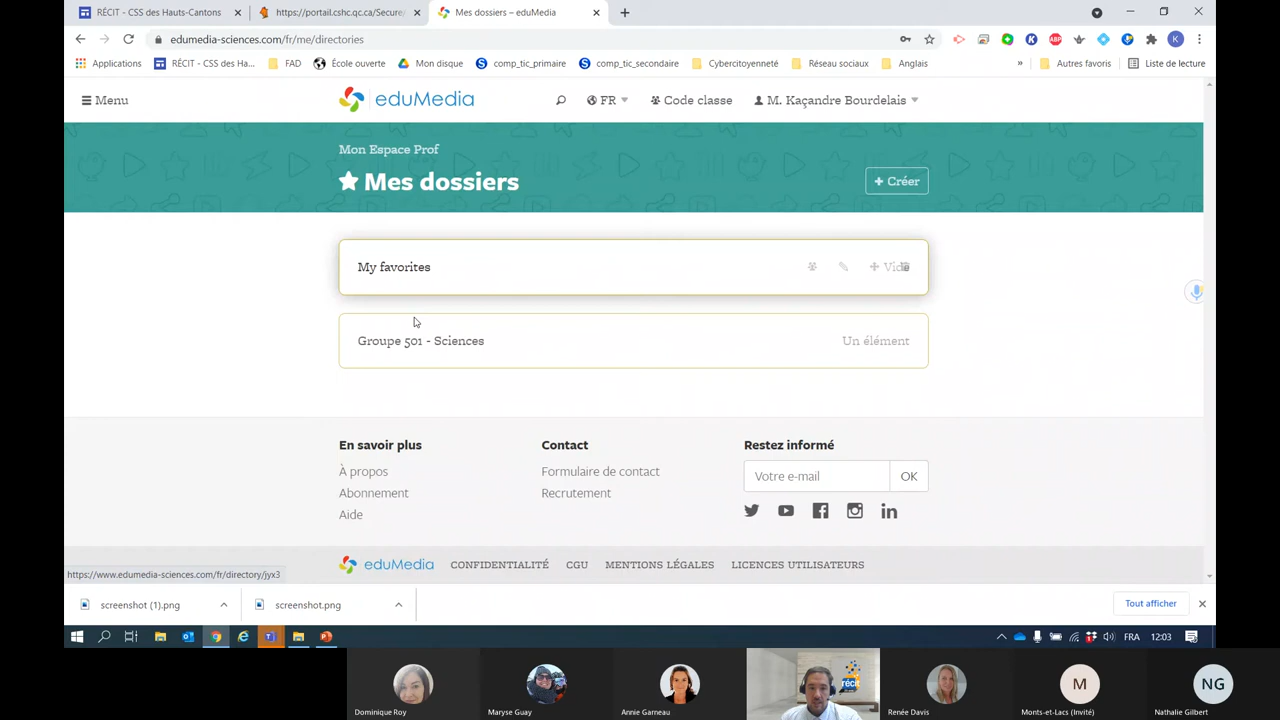 RÉCIT - CSS des Hauts-Cantons
https://portail.cshc.qc.ca/Secure/
Mes dossiers – eduMedia
edumedia-sciences.com/fr/me/directories
K
ABP
K
Applications
RÉCIT - CSS des Ha...
FAD
École ouverte
Mon disque
comp_tic_primaire
comp_tic_secondaire
Cybercitoyenneté
Réseau sociaux
Anglais
»
Autres favoris
Liste de lecture
Menu
eduMedia
FR
Code classe
M. Kaçandre Bourdelais
Mon Espace Prof
Mes dossiers
+ Créer
My favorites
Groupe 501 - Sciences
Un élément
En savoir plus
Contact
Restez informé
À propos
Formulaire de contact
Votre e-mail
OK
Abonnement
Recrutement
Aide
eduMedia
CONFIDENTIALITÉ
CGU
MENTIONS LÉGALES
LICENCES UTILISATEURS
https://www.edumedia-sciences.com/fr/directory/jyx3
screenshot (1).png
screenshot.png
Tout afficher
FRA
12:03
récit
M
NG
Dominique Roy
Maryse Guay
Annie Garneau
Renée Davis
Monts-et-Lacs (Invité)
Nathalie Gilbert